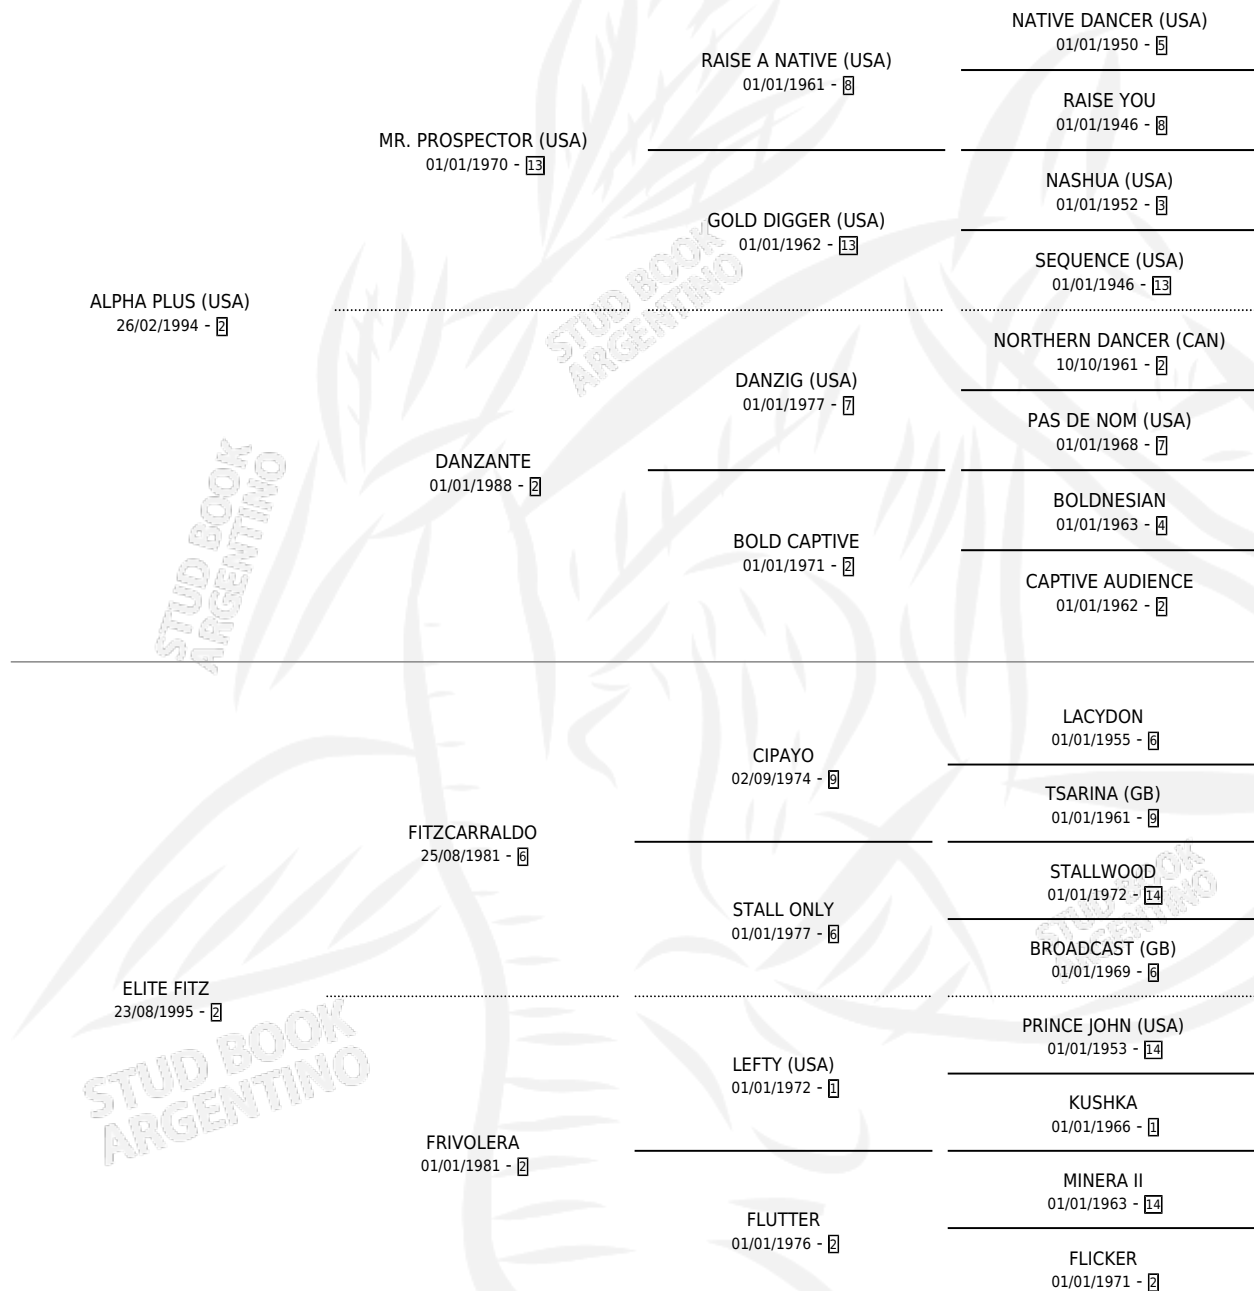 NATIVE DANCER (USA)
01/01/1950 - 5
RAISE A NATIVE (USA)
01/01/1961 - 8
RAISE YOU
01/01/1946 - 8
MR. PROSPECTOR (USA)
01/01/1970 - 13
NASHUA (USA)
01/01/1952 - 3
GOLD DIGGER (USA)
01/01/1962 - 13
SEQUENCE (USA)
01/01/1946 - 13
STUD BOOK
ARGENTINO
ALPHA PLUS (USA)
26/02/1994 - 2
NORTHERN DANCER (CAN)
10/10/1961 - 2
DANZIG (USA)
01/01/1977 - 7
PAS DE NOM (USA)
01/01/1968 - 7
DANZANTE
01/01/1988 - 2
BOLDNESIAN
01/01/1963 - 4
BOLD CAPTIVE
01/01/1971 - 2
CAPTIVE AUDIENCE
01/01/1962 - 2
STUD BOOK
ARGENTINO
LACYDON
01/01/1955 - 6
CIPAYO
02/09/1974 - 9
TSARINA (GB)
01/01/1961 - 9
FITZCARRALDO
25/08/1981 - 6
STALLWOOD
01/01/1972 - 14
STALL ONLY
01/01/1977 - 6
BROADCAST (GB)
01/01/1969 - 6
STUD BOOK
ARGENTINO
ELITE FITZ
23/08/1995 - 2
STUD BOOK
ARGENTINO
PRINCE JOHN (USA)
01/01/1953 - 14
LEFTY (USA)
01/01/1972 - 1
KUSHKA
01/01/1966 - 1
FRIVOLERA
01/01/1981 - 2
MINERA II
01/01/1963 - 14
FLUTTER
01/01/1976 - 2
FLICKER
01/01/1971 - 2